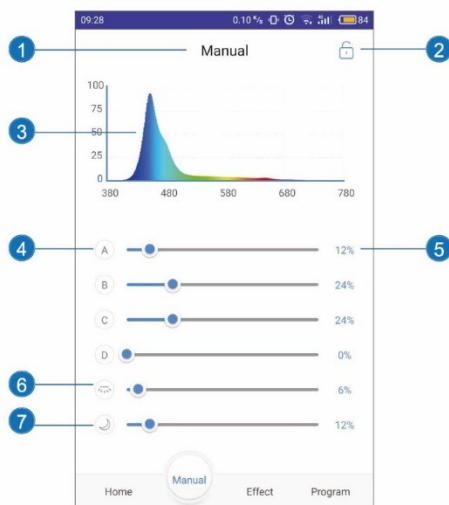 09:28 0.10 ᴷ/s 4G 84
1 Manual 2
100
75
3 50
25
0
380 480 580 680 780
4 A 12% 5
B 24%
C 24%
D 0%
6 6%
7 12%
Home Manual Effect Program